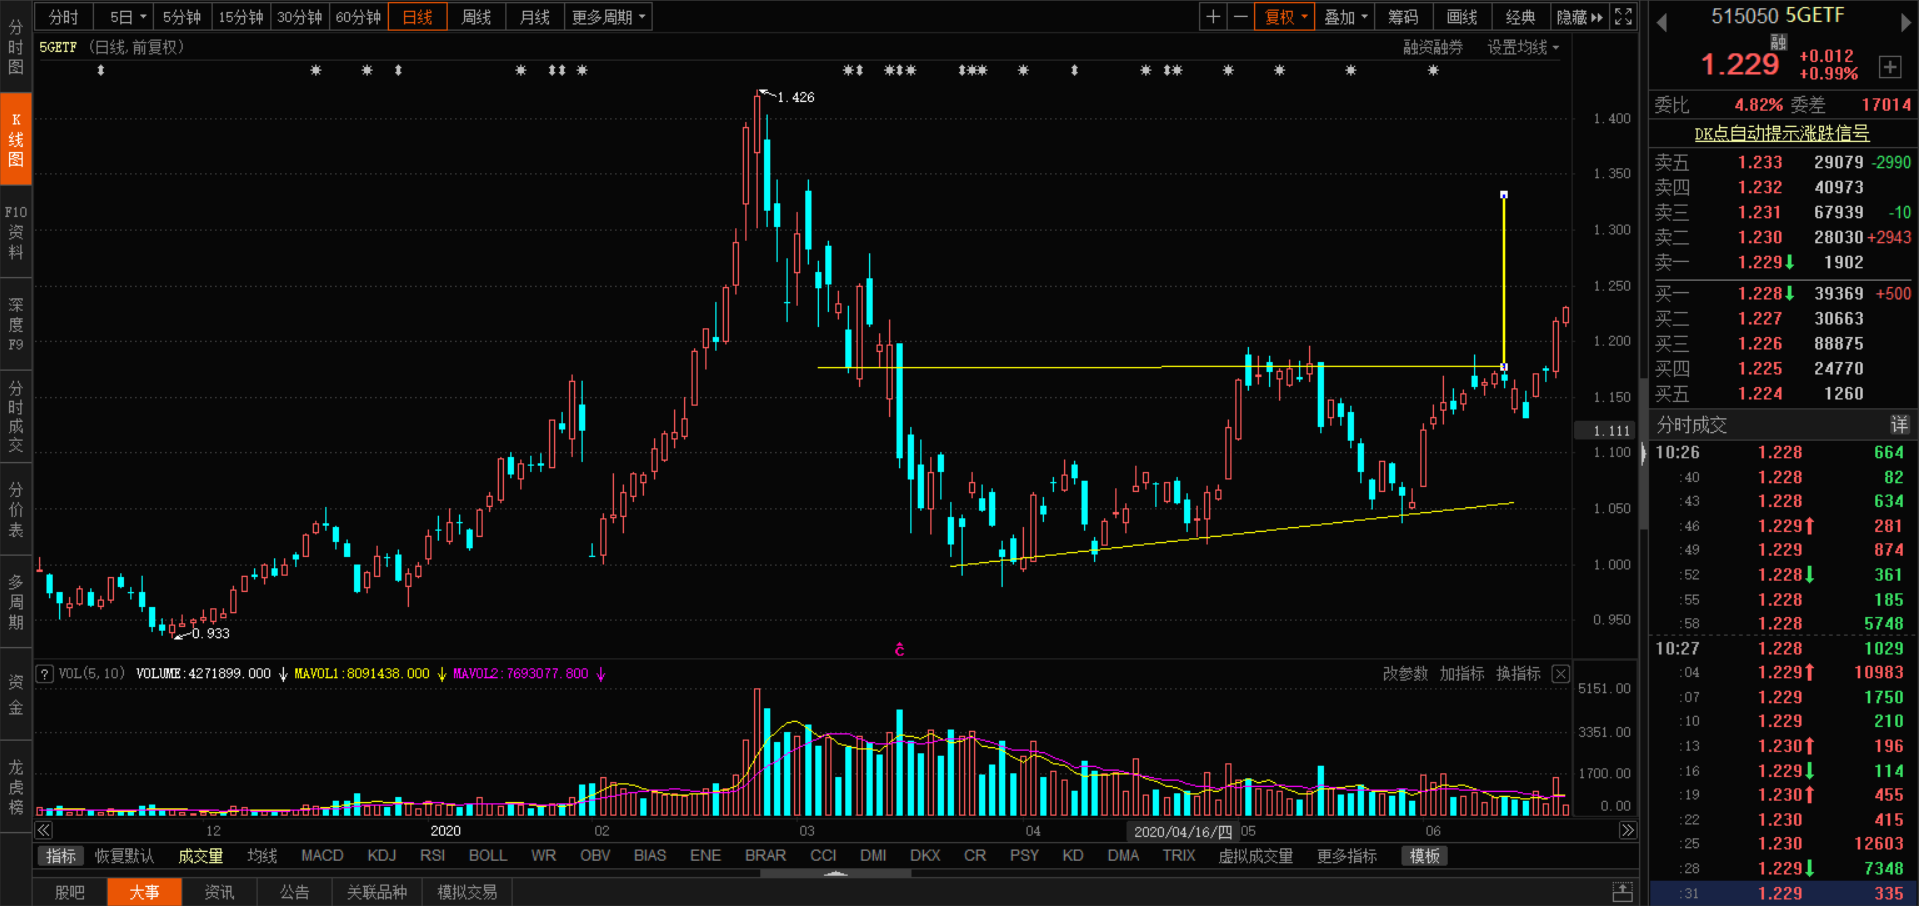 分时 5日 5分钟 15分钟 30分钟 60分钟 日线 周线 月线 更多周期
复权 叠加 筹码 画线 经典 隐藏
5GETF (日线,前复权)
融资融券 设置均线
分时图
K线图
F10资料
深度F9
分时成交
分价表
多周期
资金
龙虎榜
1.426
0.933
1.400
1.350
1.300
1.250
1.200
1.150
1.111
1.100
1.050
1.000
0.950
C
? VOL(5,10) VOLUME:4271899.000 ↓ MAVOL1:8091438.000 ↓ MAVOL2:7693077.800 ↓
改参数 加指标 换指标
5151.00
3351.00
1700.00
0.00
12 2020 02 03 04 2020/04/16/四 05 06
指标 恢复默认 成交量 均线 MACD KDJ RSI BOLL WR OBV BIAS ENE BRAR CCI DMI DKX CR PSY KD DMA TRIX 虚拟成交量 更多指标 模板
股吧 大事 资讯 公告 关联品种 模拟交易
515050 5GETF
融
1.229 +0.012
+0.99%
委比 4.82% 委差 17014
DK点自动提示涨跌信号
卖五 1.233 29079 -2990
卖四 1.232 40973
卖三 1.231 67939 -10
卖二 1.230 28030 +2943
卖一 1.229↓ 1902
买一 1.228↓ 39369 +500
买二 1.227 30663
买三 1.226 88875
买四 1.225 24770
买五 1.224 1260
分时成交 详
10:26 1.228 664
:40 1.228 82
:43 1.228 634
:46 1.229↑ 281
:49 1.229 874
:52 1.228↓ 361
:55 1.228 185
:58 1.228 5748
10:27 1.228 1029
:04 1.229↑ 10983
:07 1.229 1750
:10 1.229 210
:13 1.230↑ 196
:16 1.229↓ 114
:19 1.230↑ 455
:22 1.230 415
:25 1.230 12603
:28 1.229↓ 7348
:31 1.229 335